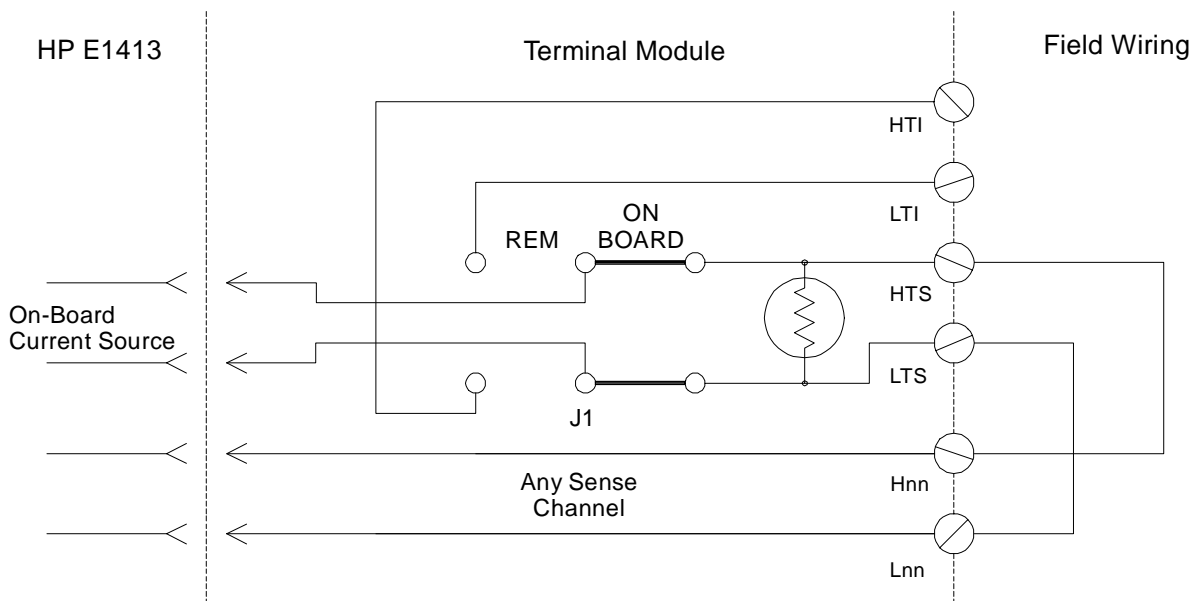 HP E1413
Terminal Module
Field Wiring
HTI
LTI
REM
ON
BOARD
HTS
On-Board
Current Source
LTS
J1
Any Sense
Channel
Hnn
Lnn